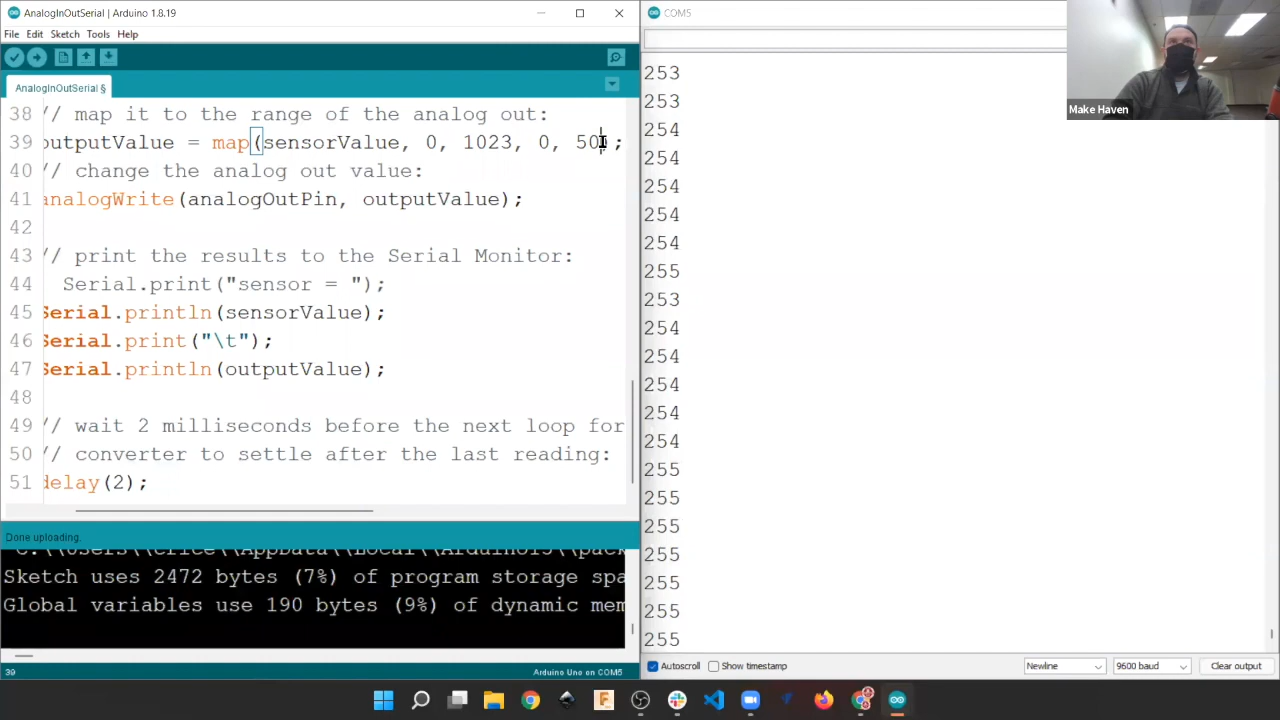 AnalogInOutSerial | Arduino 1.8.19
File Edit Sketch Tools Help
AnalogInOutSerial §
38 // map it to the range of the analog out:
39 outputValue = map(sensorValue, 0, 1023, 0, 50);
40 // change the analog out value:
41 analogWrite(analogOutPin, outputValue);
42
43 // print the results to the Serial Monitor:
44 Serial.print("sensor = ");
45 Serial.println(sensorValue);
46 Serial.print("\t");
47 Serial.println(outputValue);
48
49 // wait 2 milliseconds before the next loop for
50 // converter to settle after the last reading:
51 delay(2);
Done uploading.
C:\\Users\\crice\\AppData\\Local\\Arduino15\\pack
Sketch uses 2472 bytes (7%) of program storage spa
Global variables use 190 bytes (9%) of dynamic mem
39
Arduino Uno on COM5
COM5
253
253
254
254
254
254
254
255
253
254
254
254
254
254
255
255
255
255
255
255
255
Autoscroll Show timestamp Newline 9600 baud Clear output
Make Haven